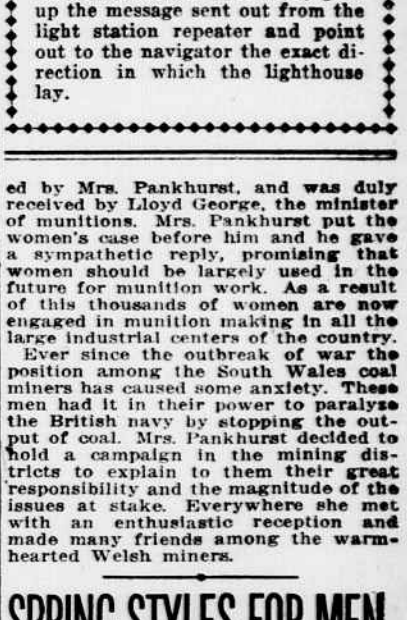 up the message sent out from the
light station repeater and point
out to the navigator the exact di-
rection in which the lighthouse
lay.
ed by Mrs. Pankhurst, and was duly
received by Lloyd George, the minister
of munitions. Mrs. Pankhurst put the
women's case before him and he gave
a sympathetic reply, promising that
women should be largely used in the
future for munition work. As a result
of this thousands of women are now
engaged in munition making in all the
large industrial centers of the country.
Ever since the outbreak of war the
position among the South Wales coal
miners has caused some anxiety. These
men had it in their power to paralyze
the British navy by stopping the out-
put of coal. Mrs. Pankhurst decided to
hold a campaign in the mining dis-
tricts to explain to them their great
responsibility and the magnitude of the
issues at stake. Everywhere she met
with an enthusiastic reception and
made many friends among the warm-
hearted Welsh miners.
SPRING STYLES FOR MEN